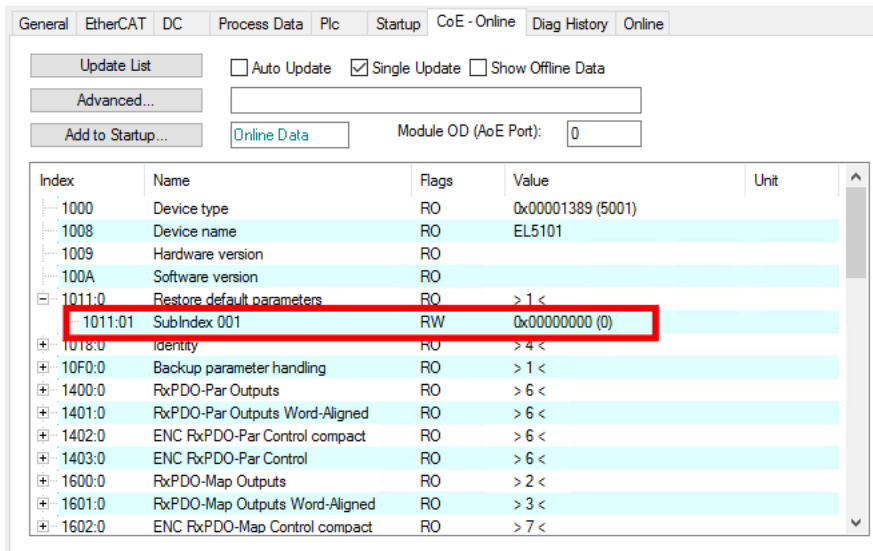 General EtherCAT DC Process Data Plc Startup CoE - Online Diag History Online
Update List Auto Update Single Update Show Offline Data
Advanced...
Add to Startup... Online Data Module OD (AoE Port): 0
Index Name Flags Value Unit
1000 Device type RO 0x00001389 (5001)
1008 Device name RO EL5101
1009 Hardware version RO
100A Software version RO
1011:0 Restore default parameters RO > 1 <
1011:01 SubIndex 001 RW 0x00000000 (0)
1018:0 Identity RO > 4 <
10F0:0 Backup parameter handling RO > 1 <
1400:0 RxPDO-Par Outputs RO > 6 <
1401:0 RxPDO-Par Outputs Word-Aligned RO > 6 <
1402:0 ENC RxPDO-Par Control compact RO > 6 <
1403:0 ENC RxPDO-Par Control RO > 6 <
1600:0 RxPDO-Map Outputs RO > 2 <
1601:0 RxPDO-Map Outputs Word-Aligned RO > 3 <
1602:0 ENC RxPDO-Map Control compact RO > 7 <